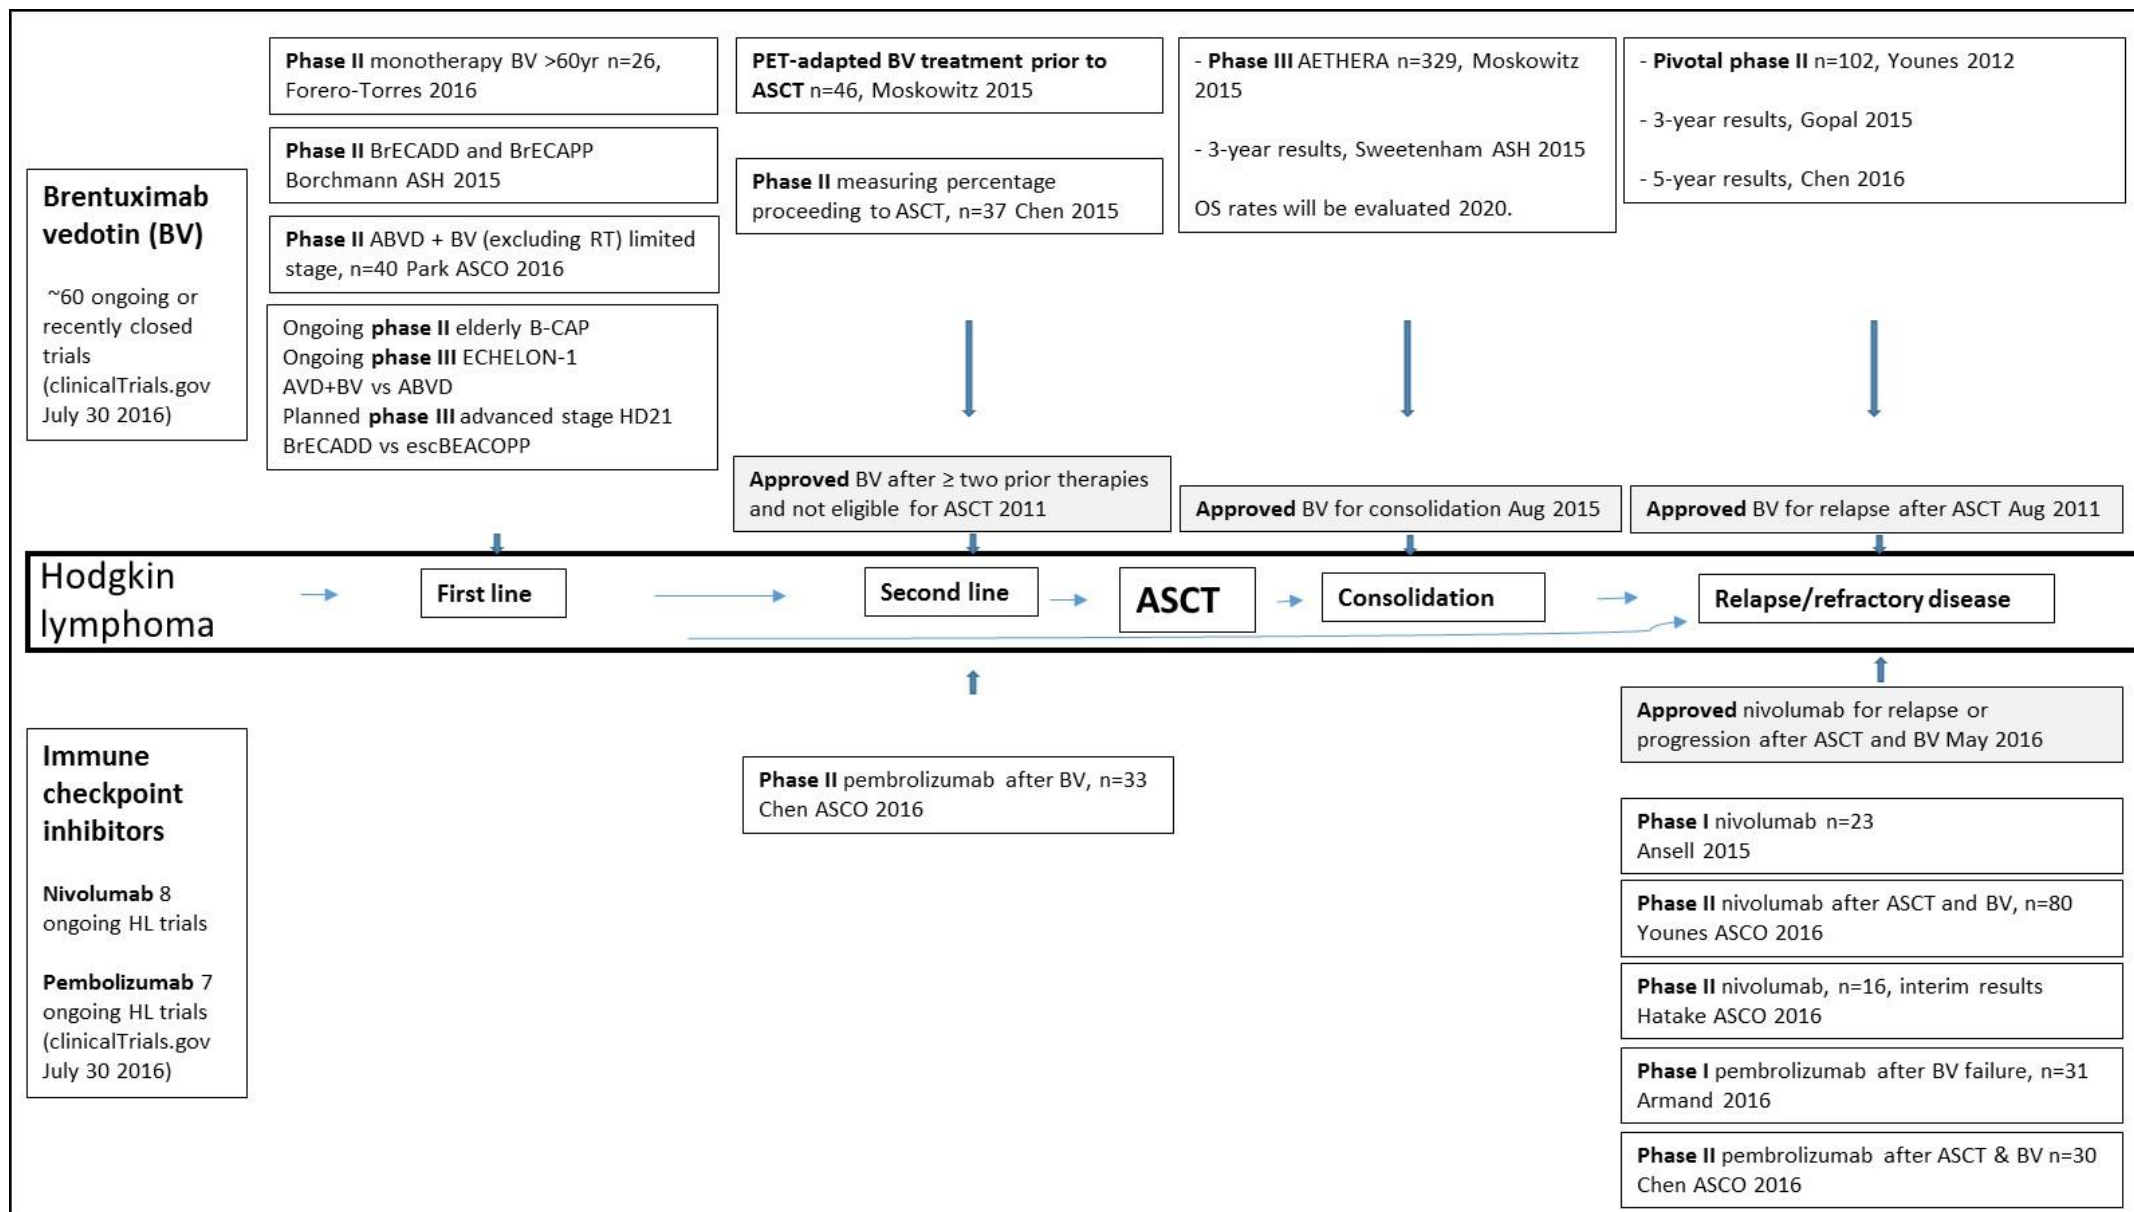 Brentuximab
vedotin (BV)
~60 ongoing or
recently closed
trials
(clinicalTrials.gov
July 30 2016)
Phase II monotherapy BV >60yr n=26,
Forero-Torres 2016
Phase II BrECADD and BrECAPP
Borchmann ASH 2015
Phase II ABVD + BV (excluding RT) limited
stage, n=40 Park ASCO 2016
Ongoing phase II elderly B-CAP
Ongoing phase III ECHELON-1
AVD+BV vs ABVD
Planned phase III advanced stage HD21
BrECADD vs escBEACOPP
PET-adapted BV treatment prior to
ASCT n=46, Moskowitz 2015
Phase II measuring percentage
proceeding to ASCT, n=37 Chen 2015
Approved BV after ≥ two prior therapies
and not eligible for ASCT 2011
- Phase III AETHERA n=329, Moskowitz
2015
- 3-year results, Sweetenham ASH 2015
OS rates will be evaluated 2020.
Approved BV for consolidation Aug 2015
- Pivotal phase II n=102, Younes 2012
- 3-year results, Gopal 2015
- 5-year results, Chen 2016
Approved BV for relapse after ASCT Aug 2011
Hodgkin
lymphoma
First line
Second line
ASCT
Consolidation
Relapse/refractory disease
Immune
checkpoint
inhibitors
Nivolumab 8
ongoing HL trials
Pembolizumab 7
ongoing HL trials
(clinicalTrials.gov
July 30 2016)
Phase II pembrolizumab after BV, n=33
Chen ASCO 2016
Approved nivolumab for relapse or
progression after ASCT and BV May 2016
Phase I nivolumab n=23
Ansell 2015
Phase II nivolumab after ASCT and BV, n=80
Younes ASCO 2016
Phase II nivolumab, n=16, interim results
Hatake ASCO 2016
Phase I pembrolizumab after BV failure, n=31
Armand 2016
Phase II pembrolizumab after ASCT & BV n=30
Chen ASCO 2016